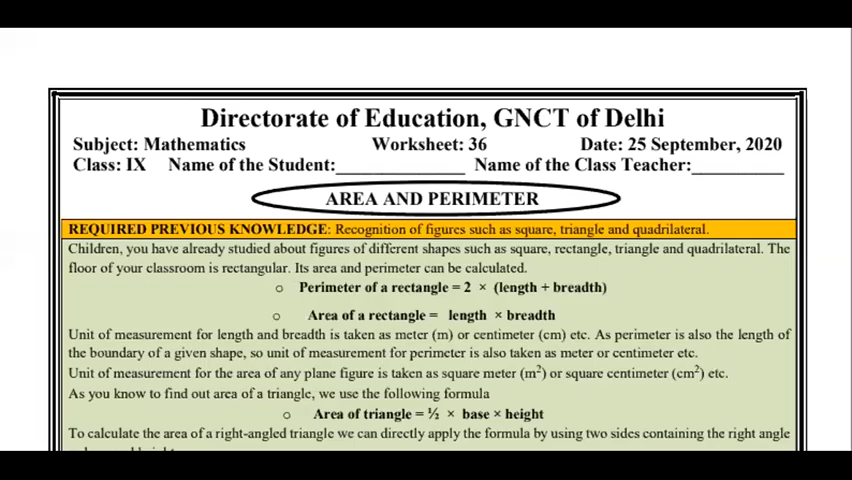 Directorate of Education, GNCT of Delhi
Subject: Mathematics Worksheet: 36 Date: 25 September, 2020
Class: IX Name of the Student:______________ Name of the Class Teacher:__________
AREA AND PERIMETER
REQUIRED PREVIOUS KNOWLEDGE: Recognition of figures such as square, triangle and quadrilateral.
Children, you have already studied about figures of different shapes such as square, rectangle, triangle and quadrilateral. The
floor of your classroom is rectangular. Its area and perimeter can be calculated.
○ Perimeter of a rectangle = 2 × (length + breadth)
○ Area of a rectangle = length × breadth
Unit of measurement for length and breadth is taken as meter (m) or centimeter (cm) etc. As perimeter is also the length of
the boundary of a given shape, so unit of measurement for perimeter is also taken as meter or centimeter etc.
Unit of measurement for the area of any plane figure is taken as square meter (m²) or square centimeter (cm²) etc.
As you know to find out area of a triangle, we use the following formula
○ Area of triangle = ½ × base × height
To calculate the area of a right-angled triangle we can directly apply the formula by using two sides containing the right angle